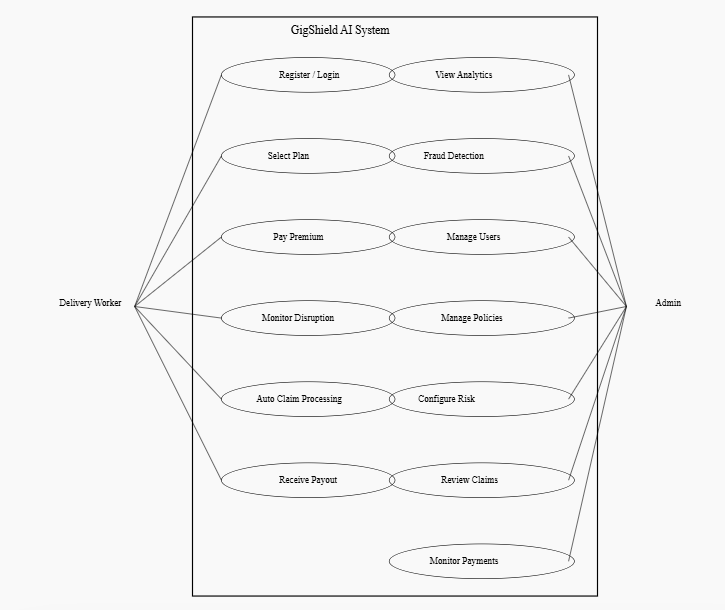 GigShield AI System
Register / Login
View Analytics
Select Plan
Fraud Detection
Pay Premium
Manage Users
Delivery Worker
Admin
Monitor Disruption
Manage Policies
Auto Claim Processing
Configure Risk
Receive Payout
Review Claims
Monitor Payments